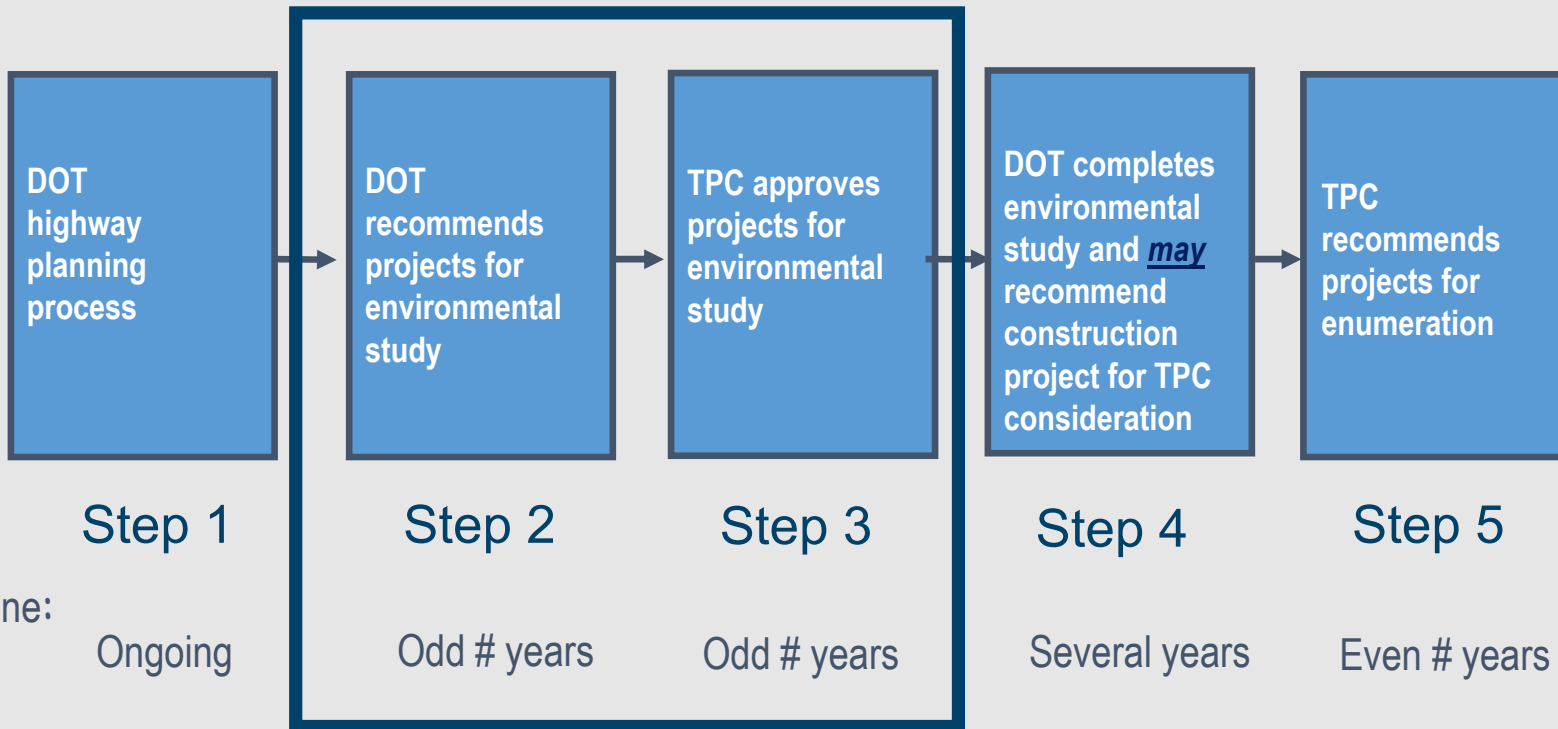 DOT
highway
planning
process
DOT
recommends
projects for
environmental
study
TPC approves
projects for
environmental
study
DOT completes
environmental
study and may
recommend
construction
project for TPC
consideration
TPC
recommends
projects for
enumeration
Step 1
Step 2
Step 3
Step 4
Step 5
ne:
Ongoing
Odd # years
Odd # years
Several years
Even # years